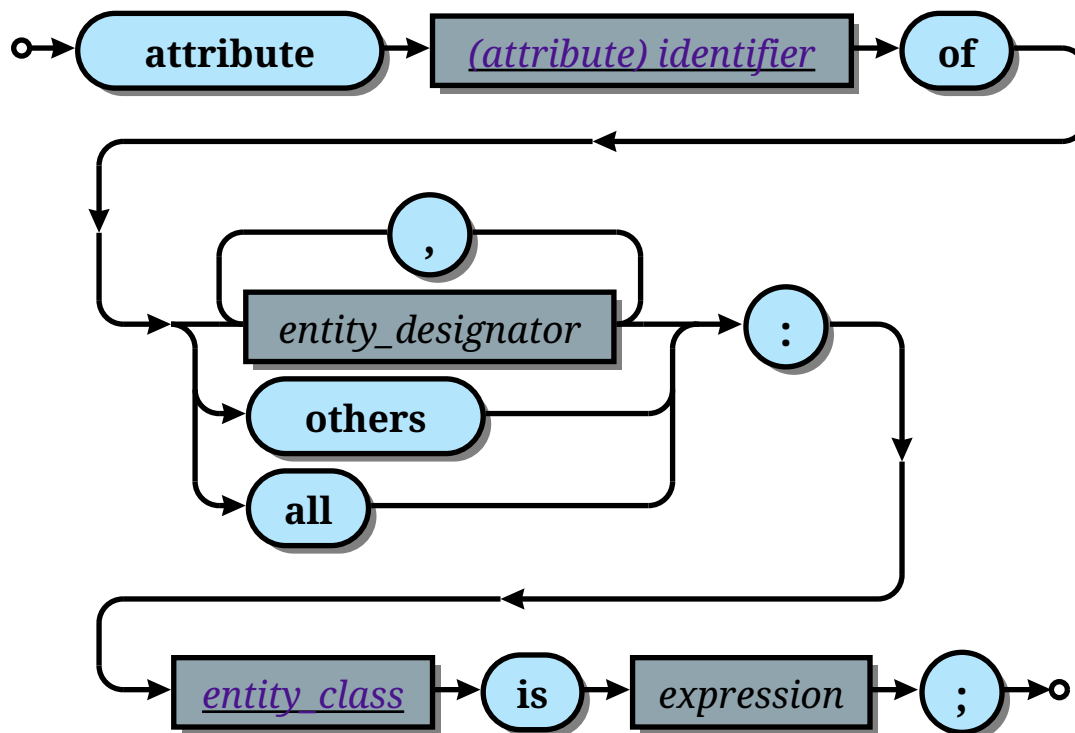 attribute (attribute) identifier of
,
entity_designator :
others
all
entity_class is expression ;